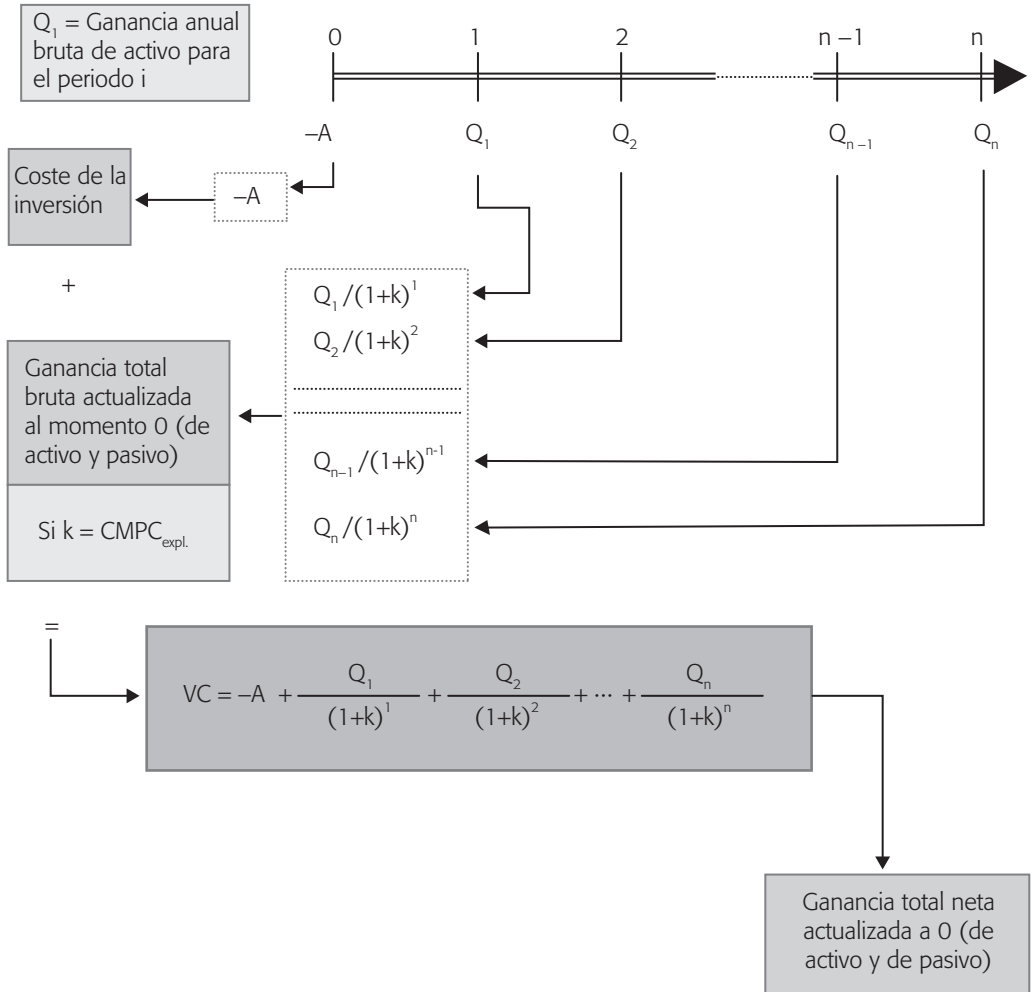 Q₁ = Ganancia anual
bruta de activo para
el periodo i
0 1 2 n –1 n
–A Q₁ Q₂ Qₙ₋₁ Qₙ
Coste de la
inversión
–A
+
Q₁/(1+k)¹
Q₂/(1+k)²
Ganancia total
bruta actualizada
al momento 0 (de
activo y pasivo)
Qₙ₋₁/(1+k)ⁿ⁻¹
Si k = CMPC expl.
Qₙ/(1+k)ⁿ
=
VC = –A + Q₁/(1+k)¹ + Q₂/(1+k)² + ··· + Qₙ/(1+k)ⁿ
Ganancia total neta
actualizada a 0 (de
activo y de pasivo)